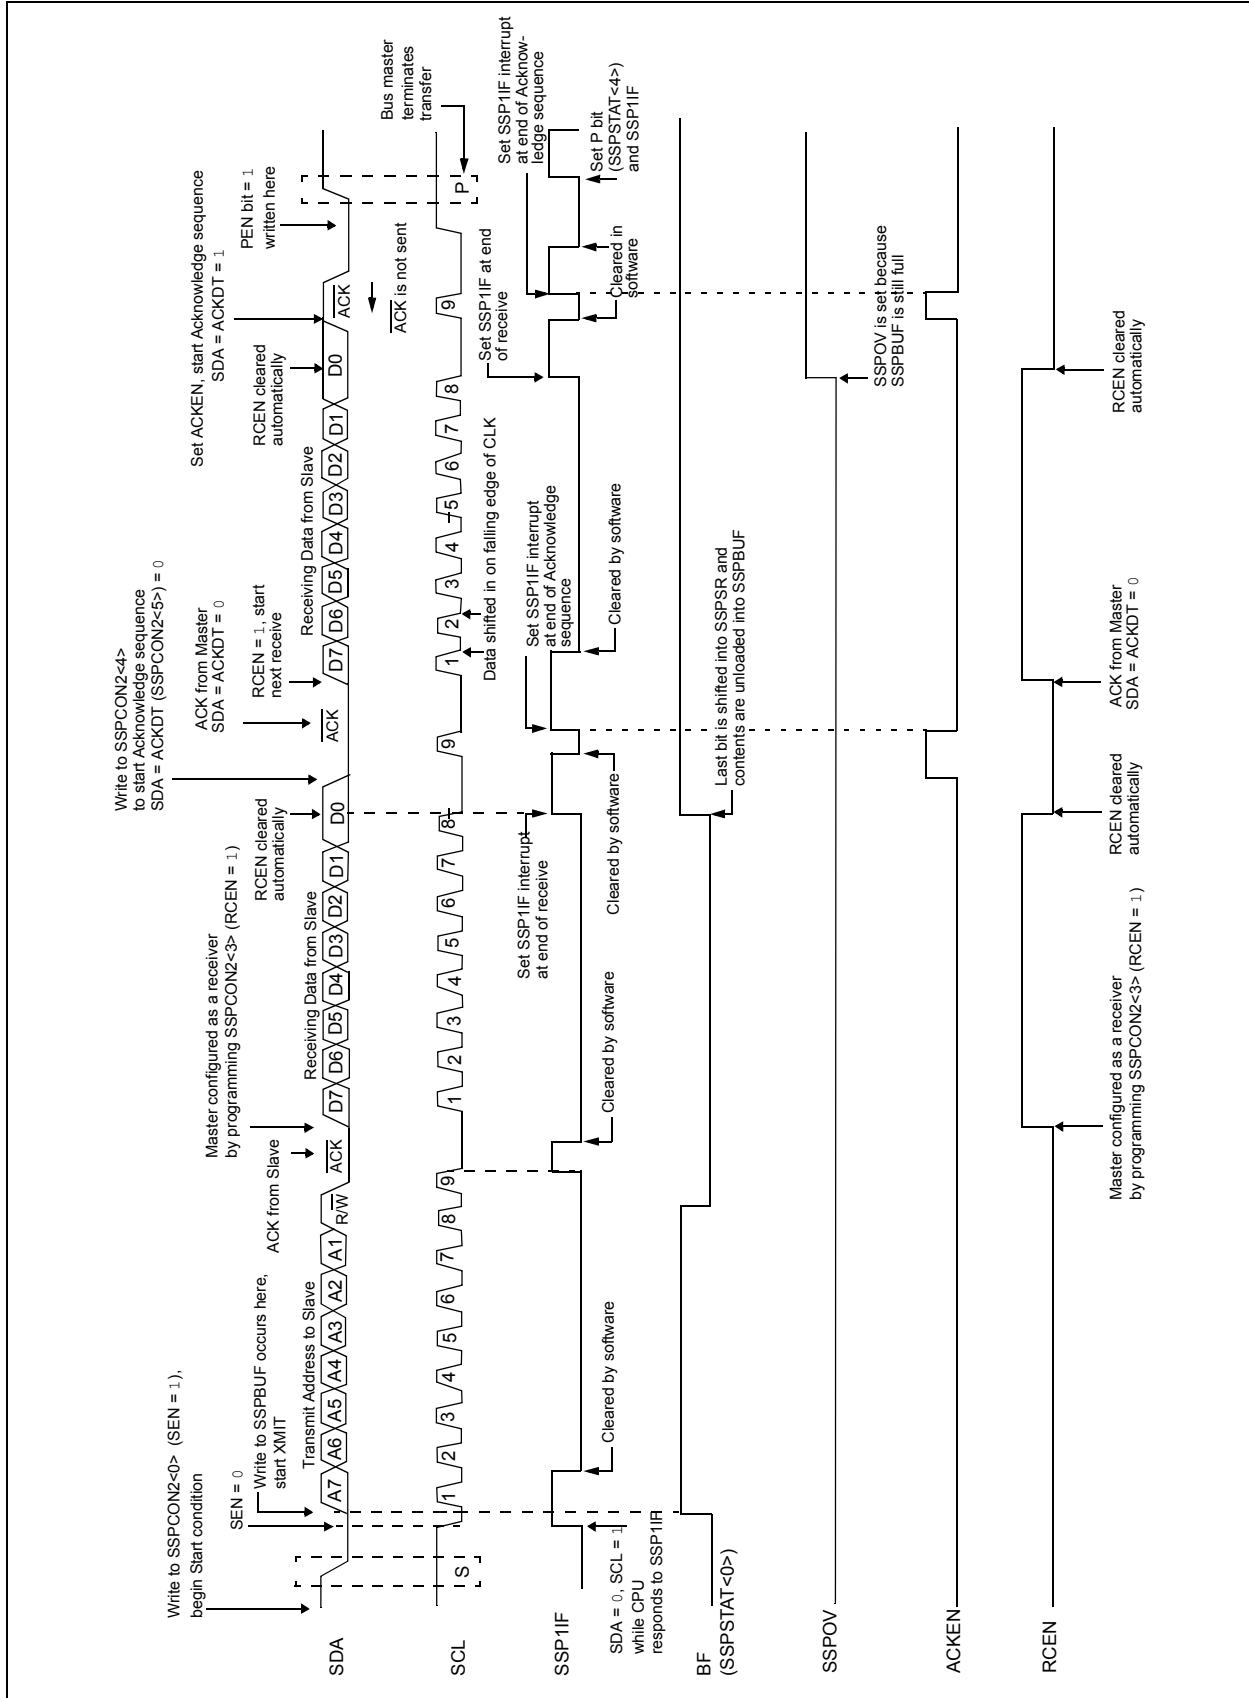 Write to SSPCON2<0> (SEN = 1),
begin Start condition
SEN = 0
Write to SSPBUF occurs here,
start XMIT
ACK from Slave
Master configured as a receiver
by programming SSPCON2<3> (RCEN = 1)
RCEN cleared
automatically
Write to SSPCON2<4>
to start Acknowledge sequence
SDA = ACKDT (SSPCON2<5>) = 0
ACK from Master
SDA = ACKDT = 0
RCEN = 1, start
next receive
RCEN cleared
automatically
Set ACKEN, start Acknowledge sequence
SDA = ACKDT = 1
PEN bit = 1
written here
Transmit Address to Slave
Receiving Data from Slave
Receiving Data from Slave
SDA
A7 A6 A5 A4 A3 A2 A1 R/W ACK D7 D6 D5 D4 D3 D2 D1 D0 ACK D7 D6 D5 D4 D3 D2 D1 D0 ACK
ACK is not sent
Bus master
terminates
transfer
SCL
S 1 2 3 4 5 6 7 8 9 1 2 3 4 5 6 7 8 9 1 2 3 4 5 6 7 8 9 P
Data shifted in on falling edge of CLK
Set SSP1IF interrupt
at end of receive
Set SSP1IF interrupt
at end of Acknowledge
sequence
Set SSP1IF at end
of receive
Set SSP1IF interrupt
at end of Acknow-
ledge sequence
SSP1IF
SDA = 0, SCL = 1
while CPU
responds to SSP1IF
Cleared by software
Cleared by software
Cleared by software
Cleared by software
Cleared in
software
Set P bit
(SSPSTAT<4>)
and SSP1IF
BF
(SSPSTAT<0>)
Last bit is shifted into SSPSR and
contents are unloaded into SSPBUF
SSPOV
SSPOV is set because
SSPBUF is still full
ACKEN
RCEN
Master configured as a receiver
by programming SSPCON2<3> (RCEN = 1)
RCEN cleared
automatically
ACK from Master
SDA = ACKDT = 0
RCEN cleared
automatically